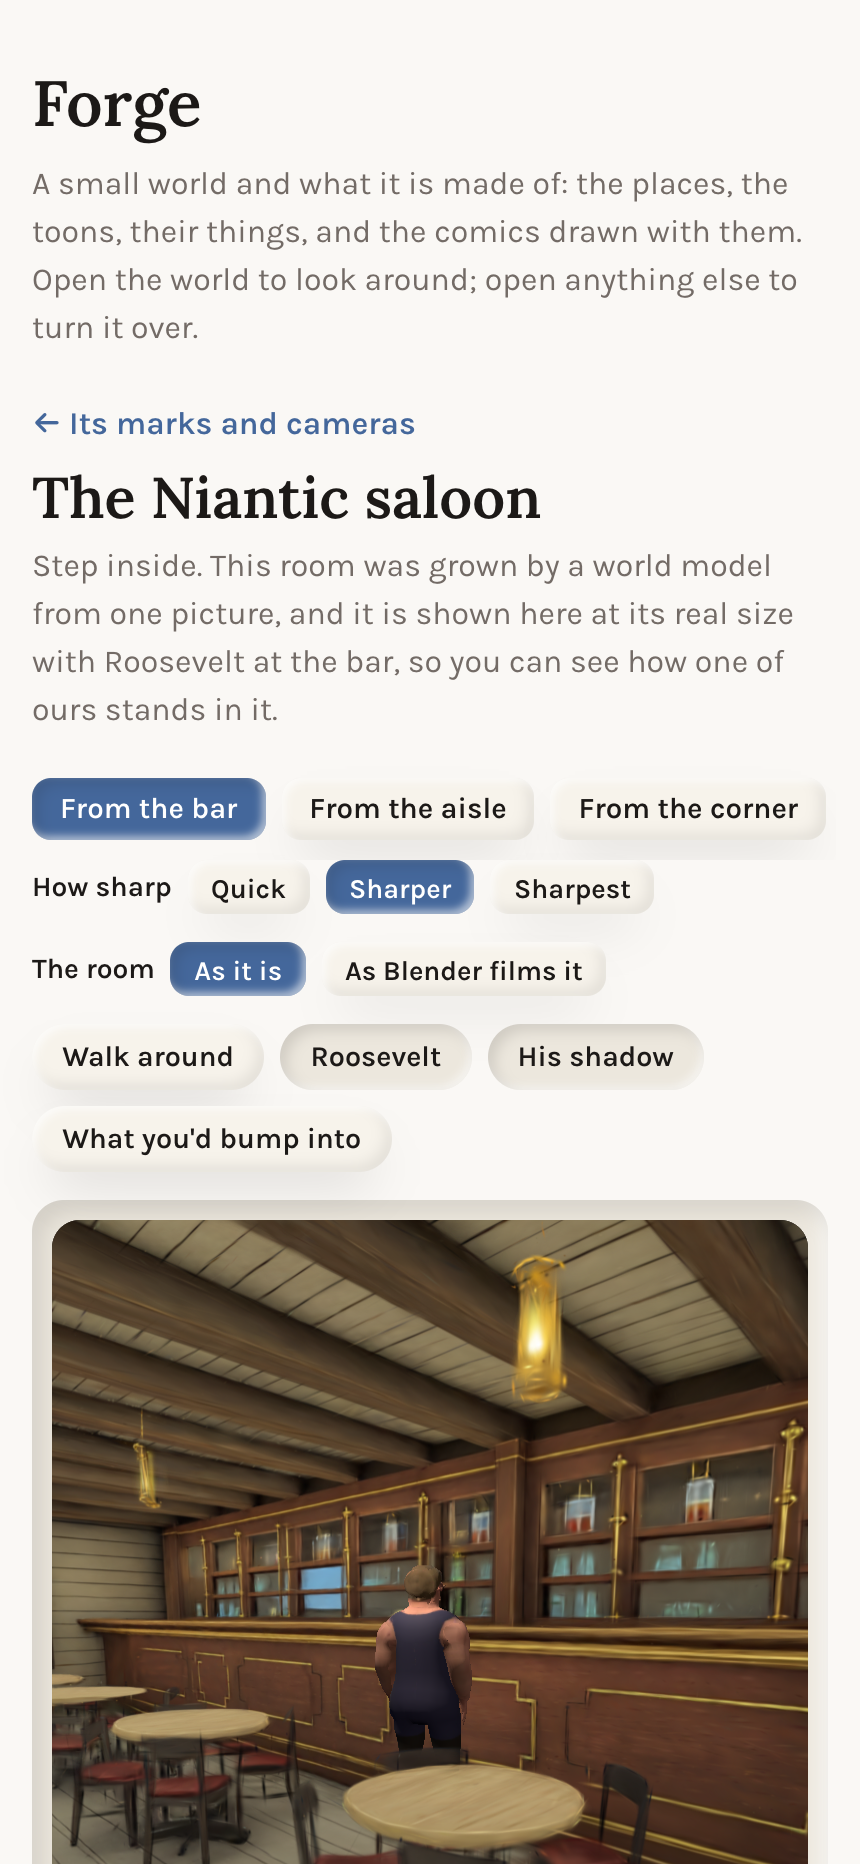 Forge
A small world and what it is made of: the places, the
toons, their things, and the comics drawn with them.
Open the world to look around; open anything else to
turn it over.
← Its marks and cameras
The Niantic saloon
Step inside. This room was grown by a world model
from one picture, and it is shown here at its real size
with Roosevelt at the bar, so you can see how one of
ours stands in it.
From the bar From the aisle From the corner
How sharp Quick Sharper Sharpest
The room As it is As Blender films it
Walk around Roosevelt His shadow
What you'd bump into